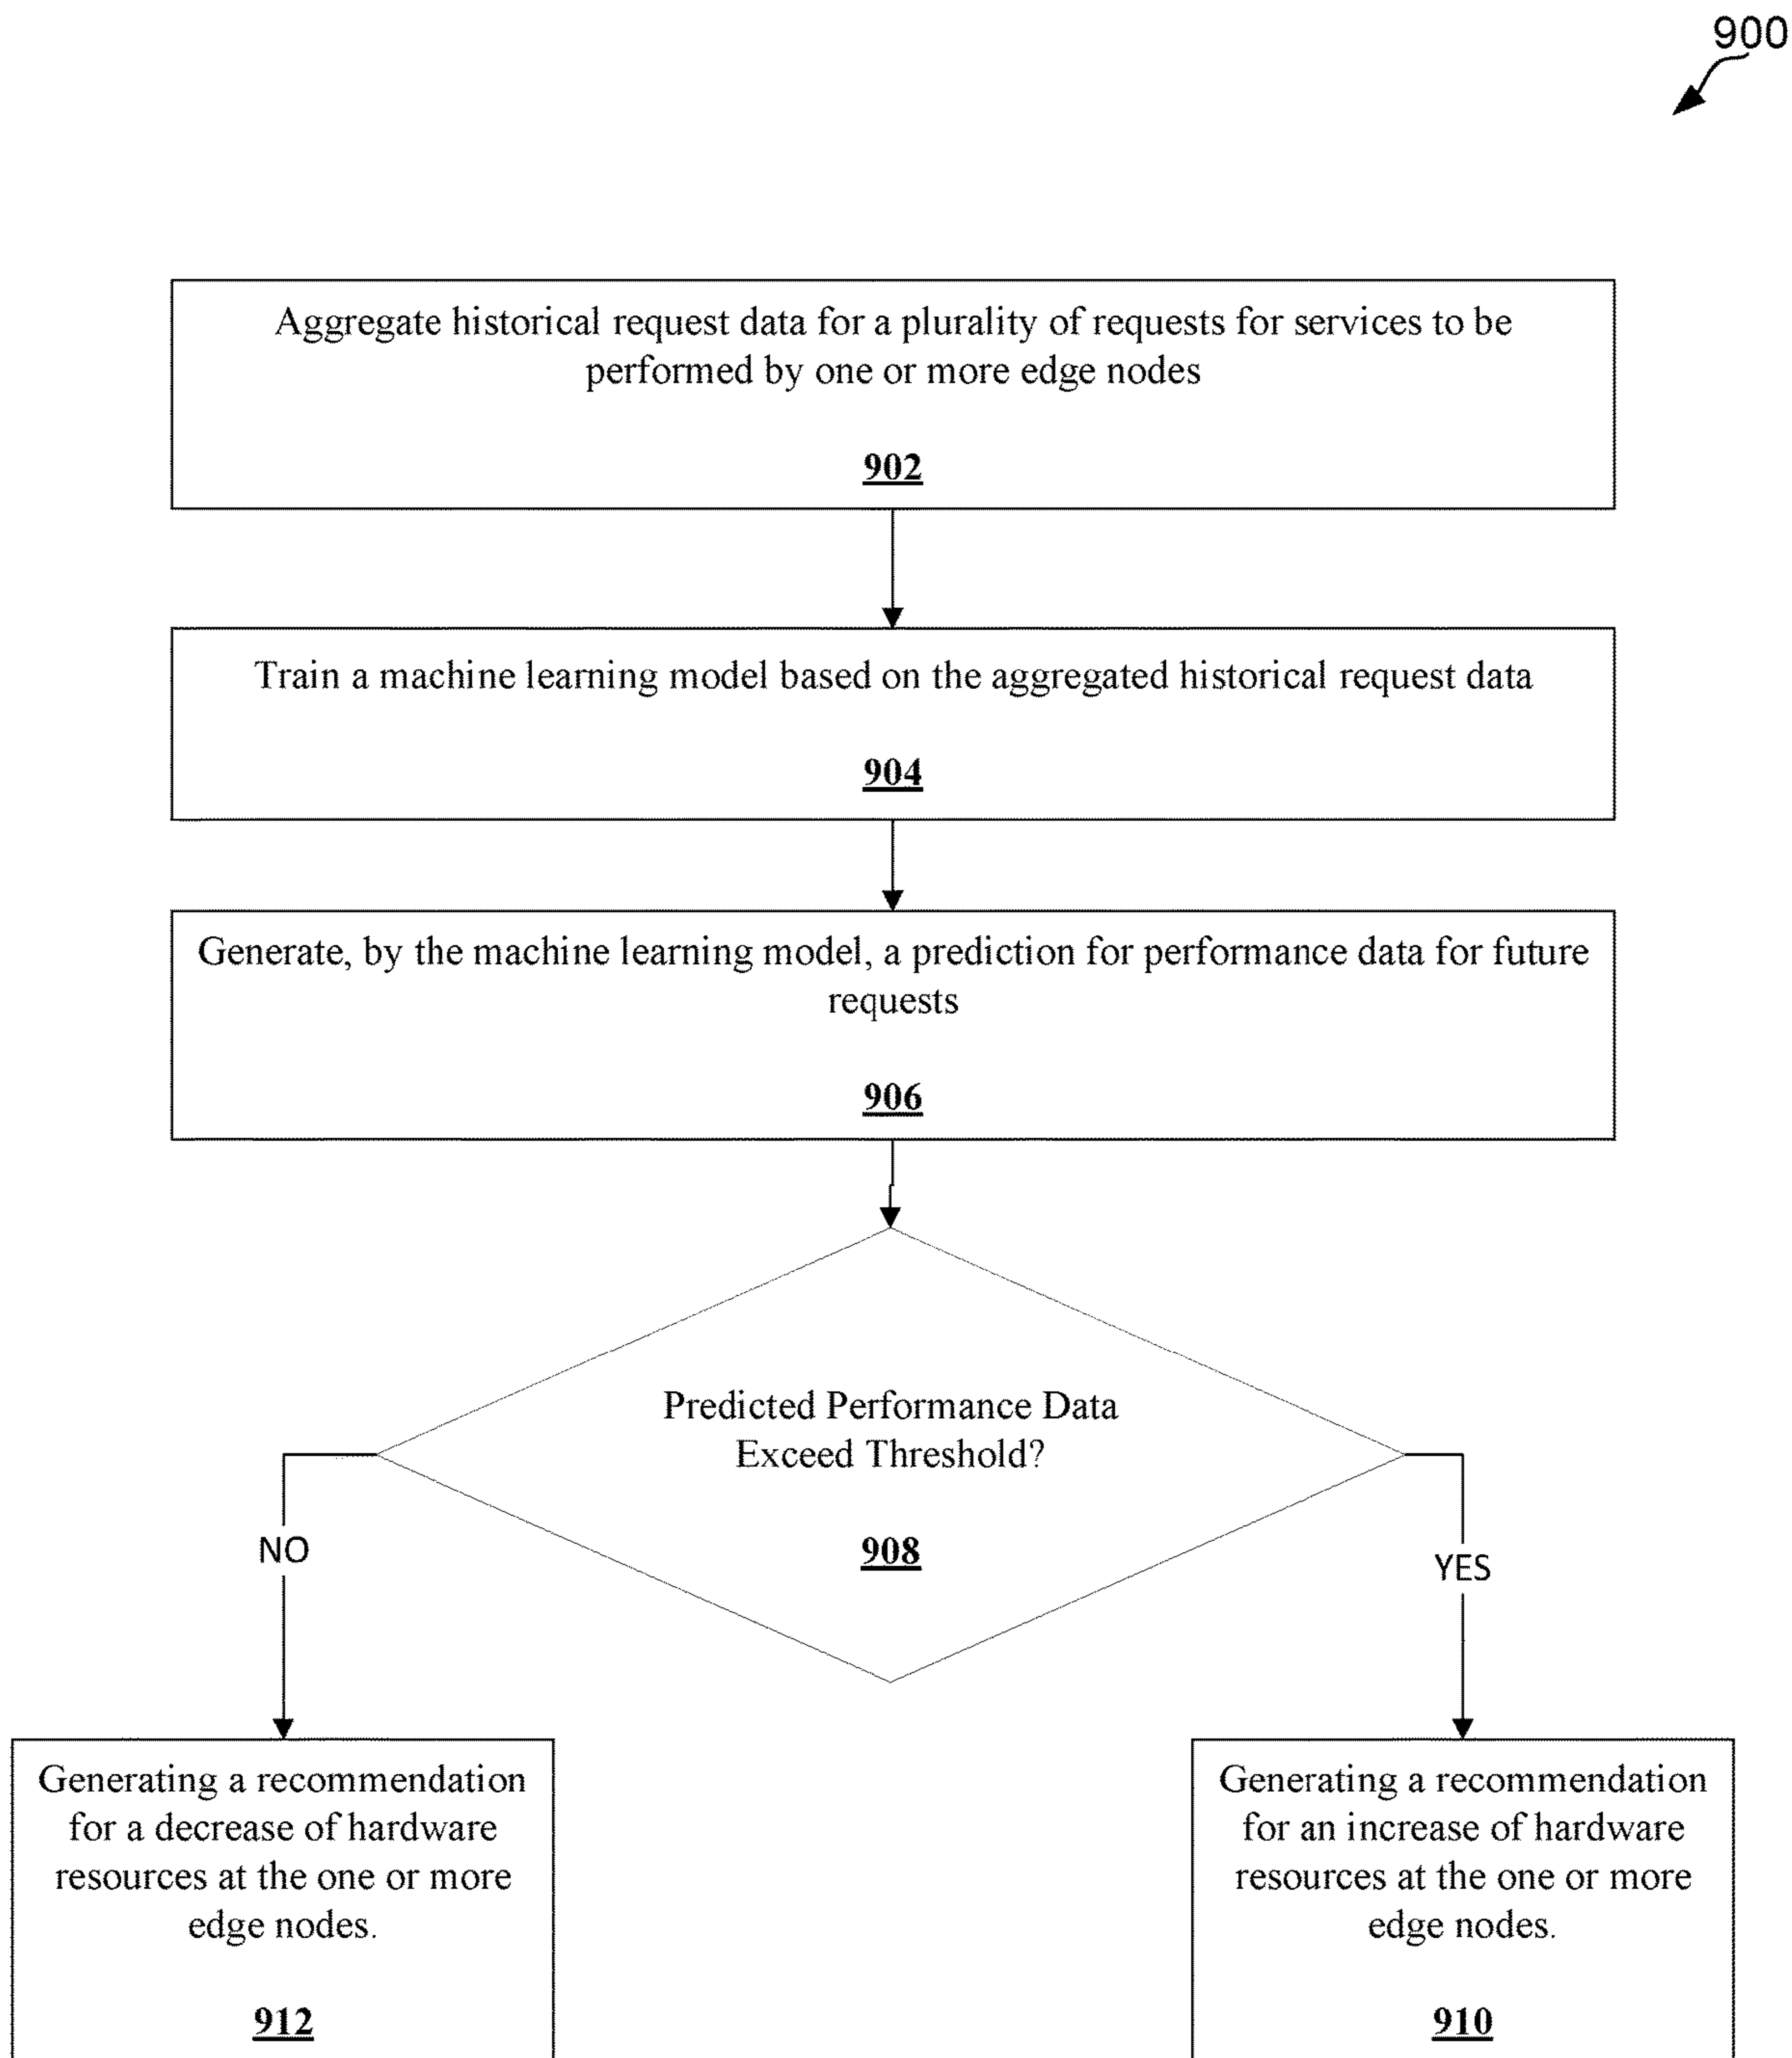 900
Aggregate historical request data for a plurality of requests for services to be
performed by one or more edge nodes
902
Train a machine learning model based on the aggregated historical request data
904
Generate, by the machine learning model, a prediction for performance data for future
requests
906
Predicted Performance Data
Exceed Threshold?
908
NO
YES
Generating a recommendation
for a decrease of hardware
resources at the one or more
edge nodes.
912
Generating a recommendation
for an increase of hardware
resources at the one or more
edge nodes.
910